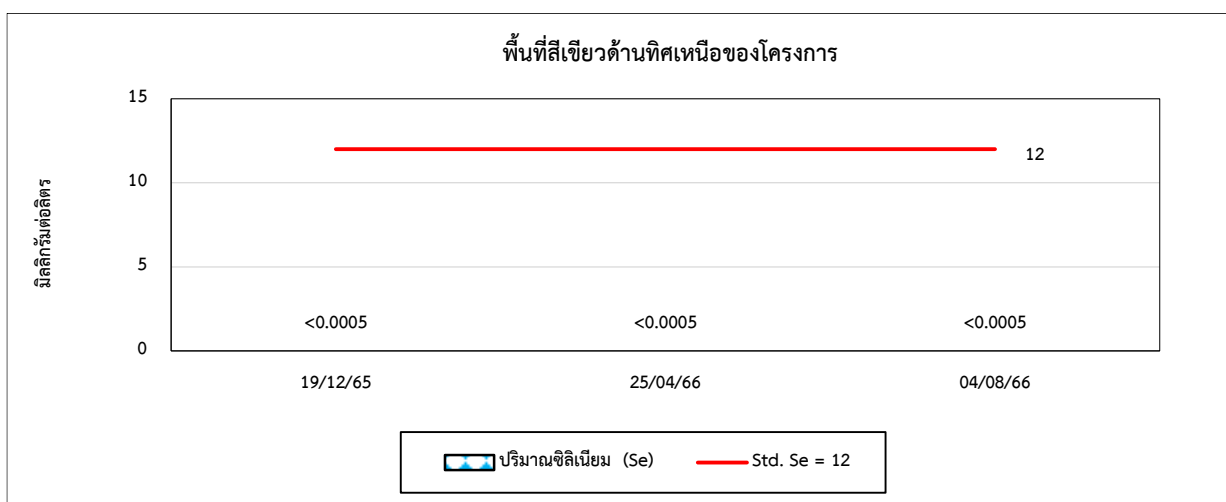 พื้นที่สีเขียวด้านทิศเหนือของโครงการ
มิลลิกรัมต่อลิตร
15
12
10
5
<0.0005 <0.0005 <0.0005
0
19/12/65 25/04/66 04/08/66
ปริมาณซิลิเนียม (Se) Std. Se = 12